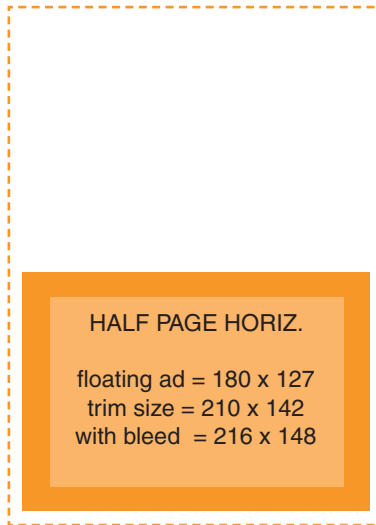 HALF PAGE HORIZ.
floating ad = 180 x 127
trim size = 210 x 142
with bleed  = 216 x 148